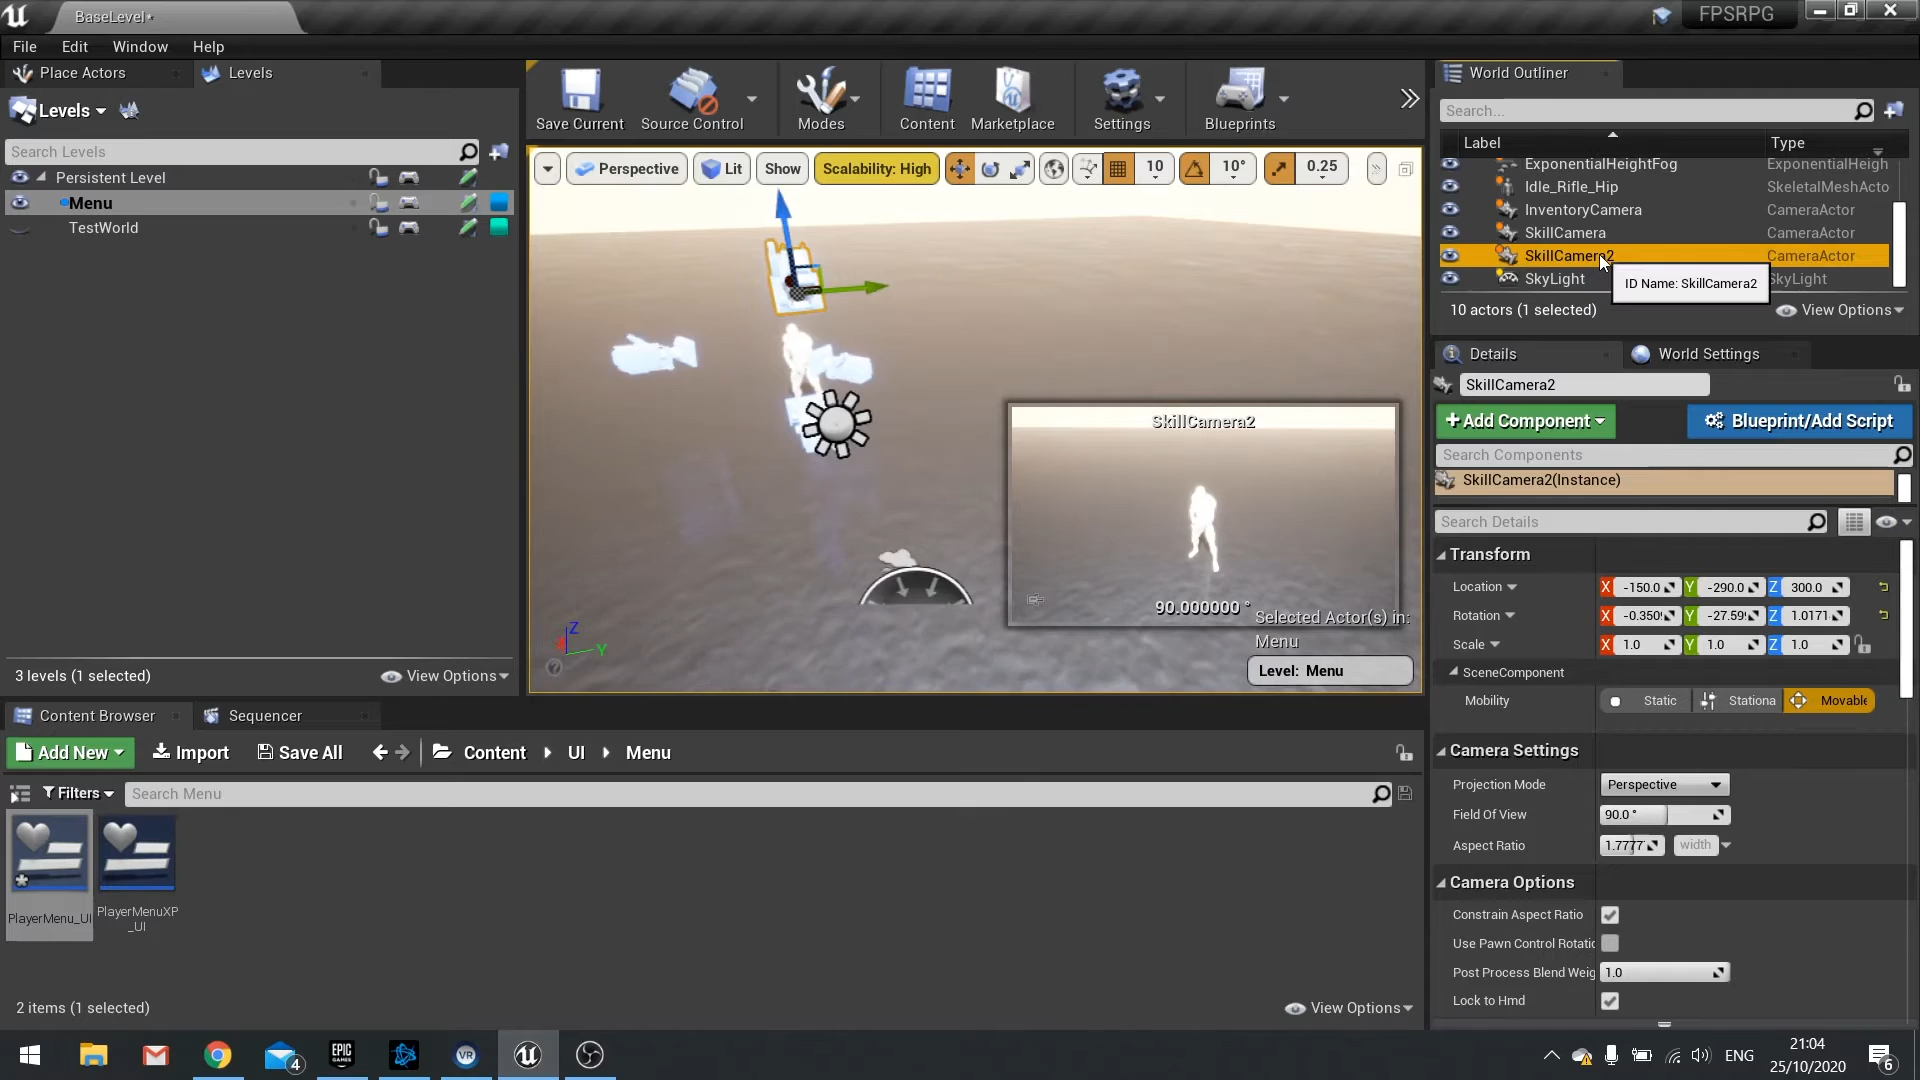 BaseLevel*
FPSRPG
File Edit Window Help
Place Actors
Levels
Levels
Search Levels
Persistent Level
Menu
TestWorld
3 levels (1 selected)
View Options
Save Current
Source Control
Modes
Content
Marketplace
Settings
Blueprints
Perspective
Lit
Show
Scalability: High
10
10°
0.25
SkillCamera2
90.000000 °
Selected Actor(s) in:
Menu
Level: Menu
Z
Y
World Outliner
Search...
Label Type
ExponentialHeightFog ExponentialHeigh
Idle_Rifle_Hip SkeletalMeshActo
InventoryCamera CameraActor
SkillCamera CameraActor
SkillCamera2 CameraActor
SkyLight SkyLight
ID Name: SkillCamera2
10 actors (1 selected)
View Options
Details
World Settings
SkillCamera2
+Add Component
Blueprint/Add Script
Search Components
SkillCamera2(Instance)
Search Details
Transform
Location X -150.0 Y -290.0 Z 300.0
Rotation X -0.350 Y -27.59 Z 1.0171
Scale X 1.0 Y 1.0 Z 1.0
SceneComponent
Mobility Static Stationa Movable
Camera Settings
Projection Mode Perspective
Field Of View 90.0 °
Aspect Ratio 1.7777 width
Camera Options
Constrain Aspect Ratio
Use Pawn Control Rotatic
Post Process Blend Weig 1.0
Lock to Hmd
Content Browser
Sequencer
Add New
Import
Save All
Content
UI
Menu
Filters
Search Menu
PlayerMenu_UI
PlayerMenuXP
_UI
2 items (1 selected)
View Options
4
EPIC
GAMES
VR
ENG
21:04
25/10/2020
6